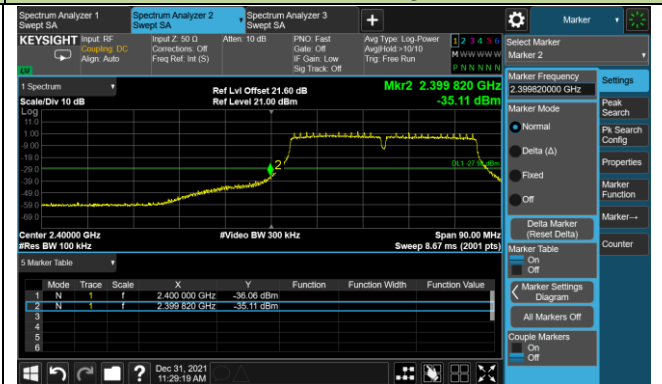 Spectrum Analyzer 1
Swept SA
Spectrum Analyzer 2
Swept SA
Spectrum Analyzer 3
Swept SA
+
Marker
KEYSIGHT
Input: RF
Coupling: DC
Align: Auto
Input Z: 50 Ω
Corrections: Off
Freq Ref: Int (S)
Atten: 10 dB
PNO: Fast
Gate: Off
IF Gain: Low
Sig Track: Off
Avg Type: Log-Power
Avg|Hold:>10/10
Trig: Free Run
1 2 3 4 5 6
M W W W W W
P N N N N N
Select Marker
Marker 2
LXI
1 Spectrum
Scale/Div 10 dB
Log
Ref Lvl Offset 21.60 dB
Ref Level 21.00 dBm
Mkr2 2.399 820 GHz
-35.11 dBm
11.0
1.00
-9.00
-19.0
-29.0
-39.0
-49.0
-59.0
-69.0
2
Center 2.40000 GHz
#Res BW 100 kHz
#Video BW 300 kHz
Span 90.00 MHz
Sweep 8.67 ms (2001 pts)
5 Marker Table
Mode Trace Scale X Y Function Function Width Function Value
1 N 1 f 2.400 000 GHz -36.06 dBm
2 N 1 f 2.399 820 GHz -35.11 dBm
3
4
5
6
Marker Frequency
2.399820000 GHz
Marker Mode
Normal
Delta (Δ)
Fixed
Off
Delta Marker
(Reset Delta)
Marker Table
On
Off
Marker Settings
Diagram
All Markers Off
Couple Markers
On
Off
Settings
Peak
Search
Pk Search
Config
Properties
Marker
Function
Marker→
Counter
?
Dec 31, 2021
11:29:19 AM